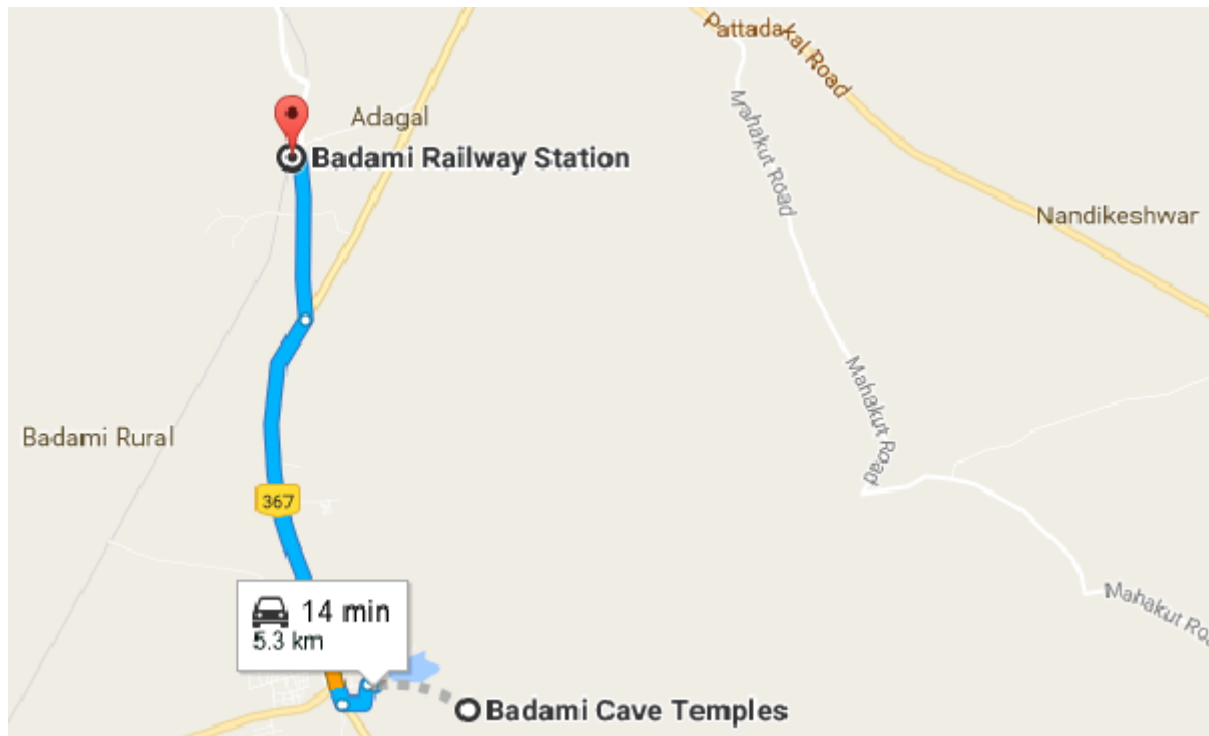 Pattadakal Road
Adagal
Badami Railway Station
Mahakut Road
Nandikeshwar
Mahakut Road
Badami Rural
367
14 min
5.3 km
Mahakut Roa
Badami Cave Temples